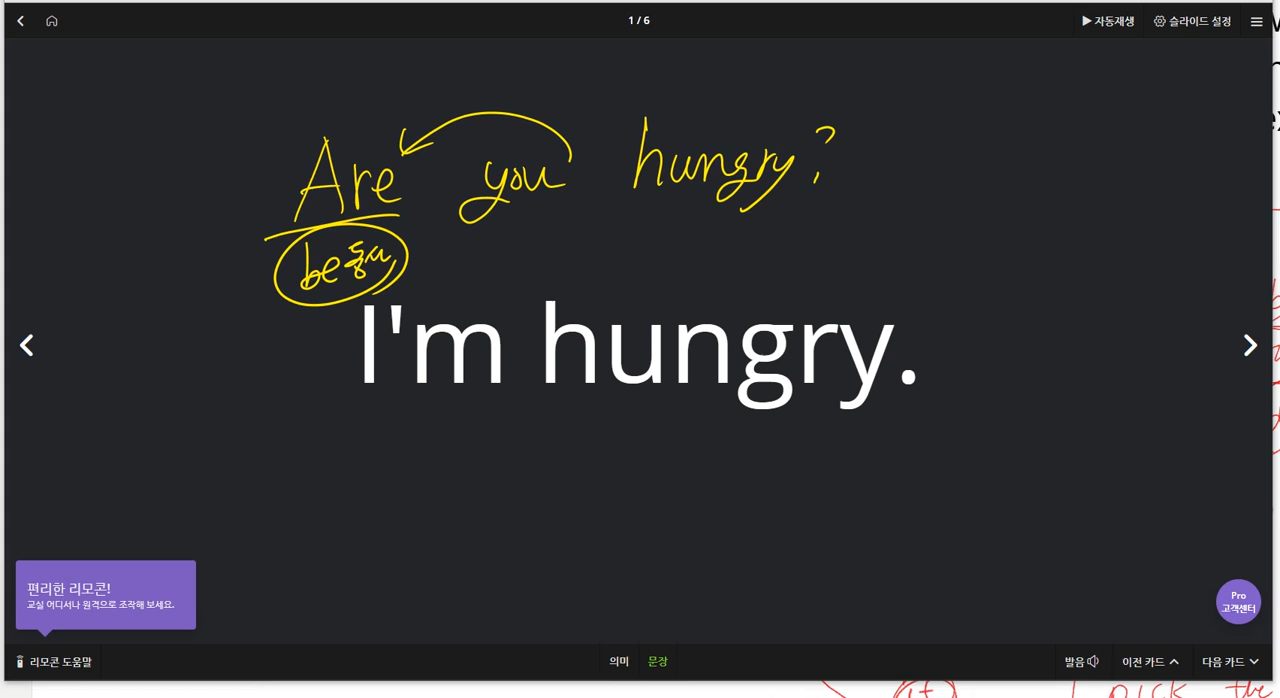 1 / 6
자동재생
슬라이드 설정
Are you hungry?
be동사
I'm hungry.
편리한 리모콘!
교실 어디서나 원격으로 조작해 보세요.
Pro
고객센터
리모콘 도움말
의미
문장
발음
이전 카드
다음 카드
I pick the